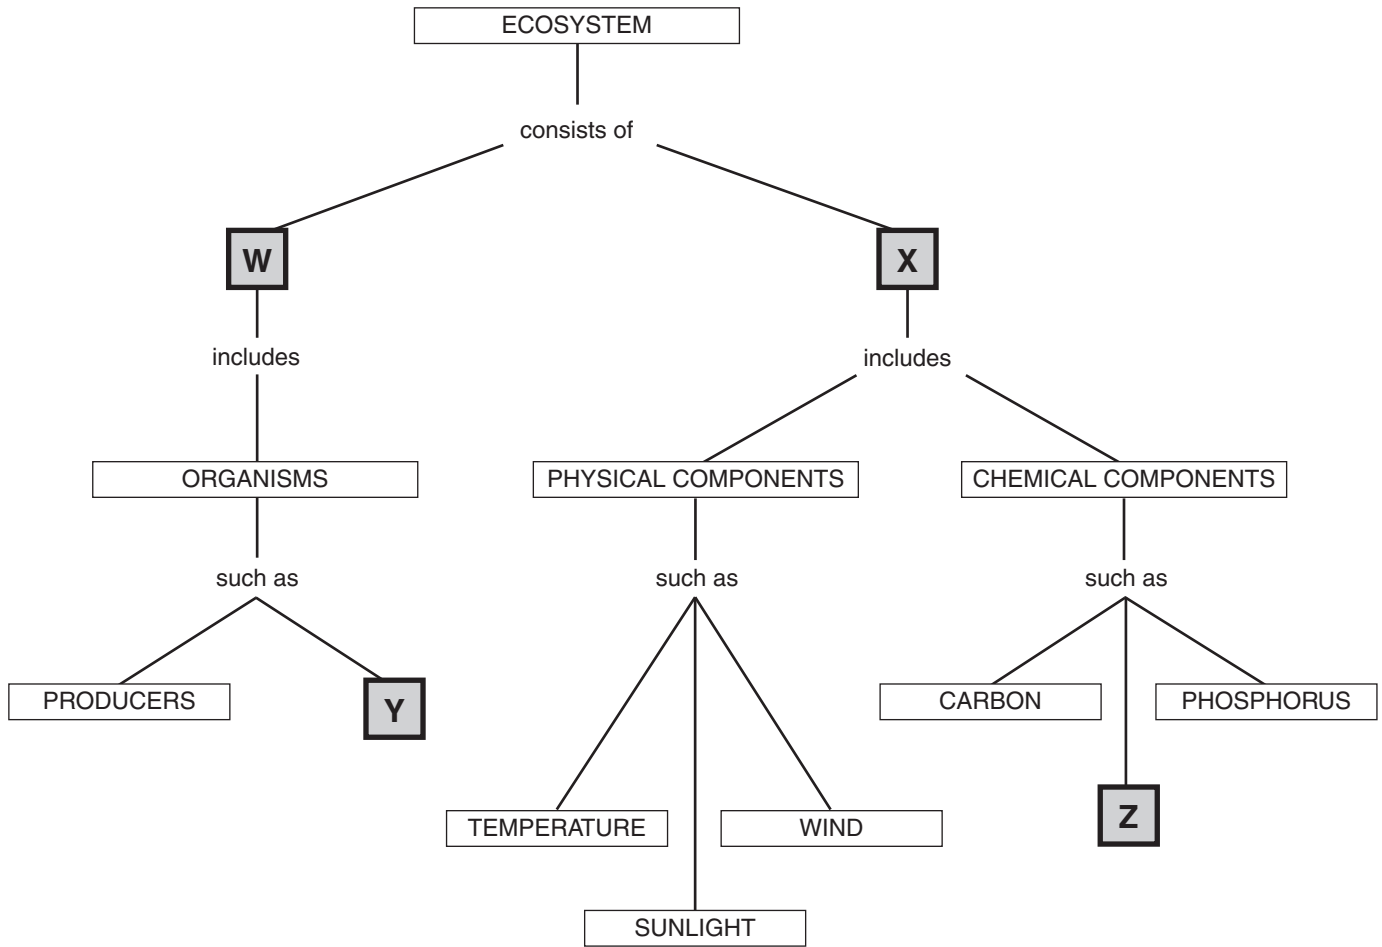 ECOSYSTEM
consists of
W
X
includes
includes
ORGANISMS
PHYSICAL COMPONENTS
CHEMICAL COMPONENTS
such as
such as
such as
PRODUCERS
Y
CARBON
PHOSPHORUS
TEMPERATURE
WIND
Z
SUNLIGHT